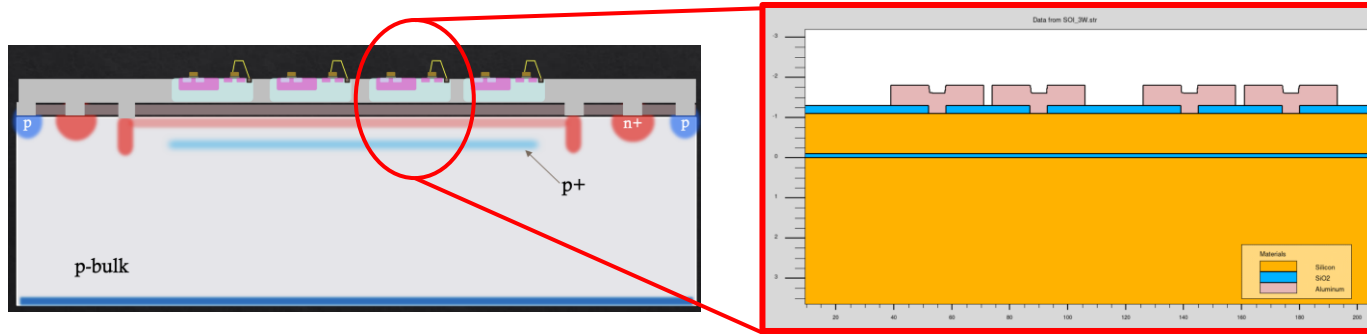 p
n+
p
p+
p-bulk
Data from SOI_3W.str
-3
-2
-1
0
1
2
3
Materials
Silicon
SiO2
Aluminum
20
40
60
80
100
120
140
160
180
200